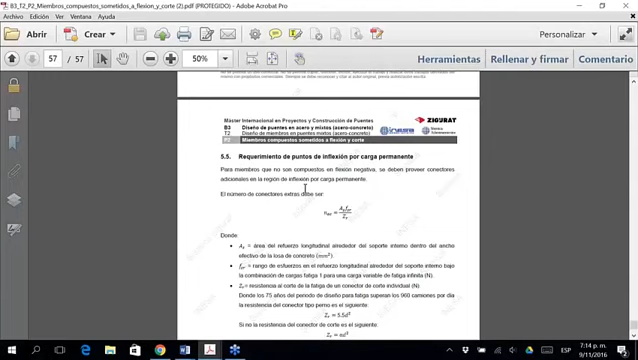 B3_T2_P2_Miembros_compuestos_sometidos_a_flexion_y_corte (2).pdf (PROTEGIDO) - Adobe Acrobat Pro
Archivo Edición Ver Ventana Ayuda
Abrir Crear Personalizar
57 / 57 50% Herramientas Rellenar y firmar Comentario
Máster Internacional en Proyectos y Construcción de Puentes
ZIGURAT
B3 Diseño de puentes en acero y mixtos (acero-concreto)
T2 Diseño de miembros en puentes mixtos (acero-concreto)
P2 Miembros compuestos sometidos a flexión y corte
5.5. Requerimiento de puntos de inflexión por carga permanente
Para miembros que no son compuestos en flexión negativa, se deben proveer conectores
adicionales en la región de inflexión por carga permanente.
El número de conectores extras debe ser:
Donde
• As = área del refuerzo longitudinal alrededor del soporte interno dentro del ancho
efectivo de la losa de concreto (mm²)
• fsr = rango de esfuerzos en el refuerzo longitudinal alrededor del soporte interno bajo
la combinación de cargas fatiga 1 para una carga variable de fatiga infinita (N)
• Zr = resistencia al corte de la fatiga de un conector de corte individual (N)
Donde los 75 años del periodo de diseño para fatiga superan los 960 camiones por día
la resistencia del conector tipo perno es el siguiente:
Zr = 5.5d²
Si no la resistencia del conector de corte es el siguiente
Zr = αd²
ESP 7:14 p. m.
9/11/2016